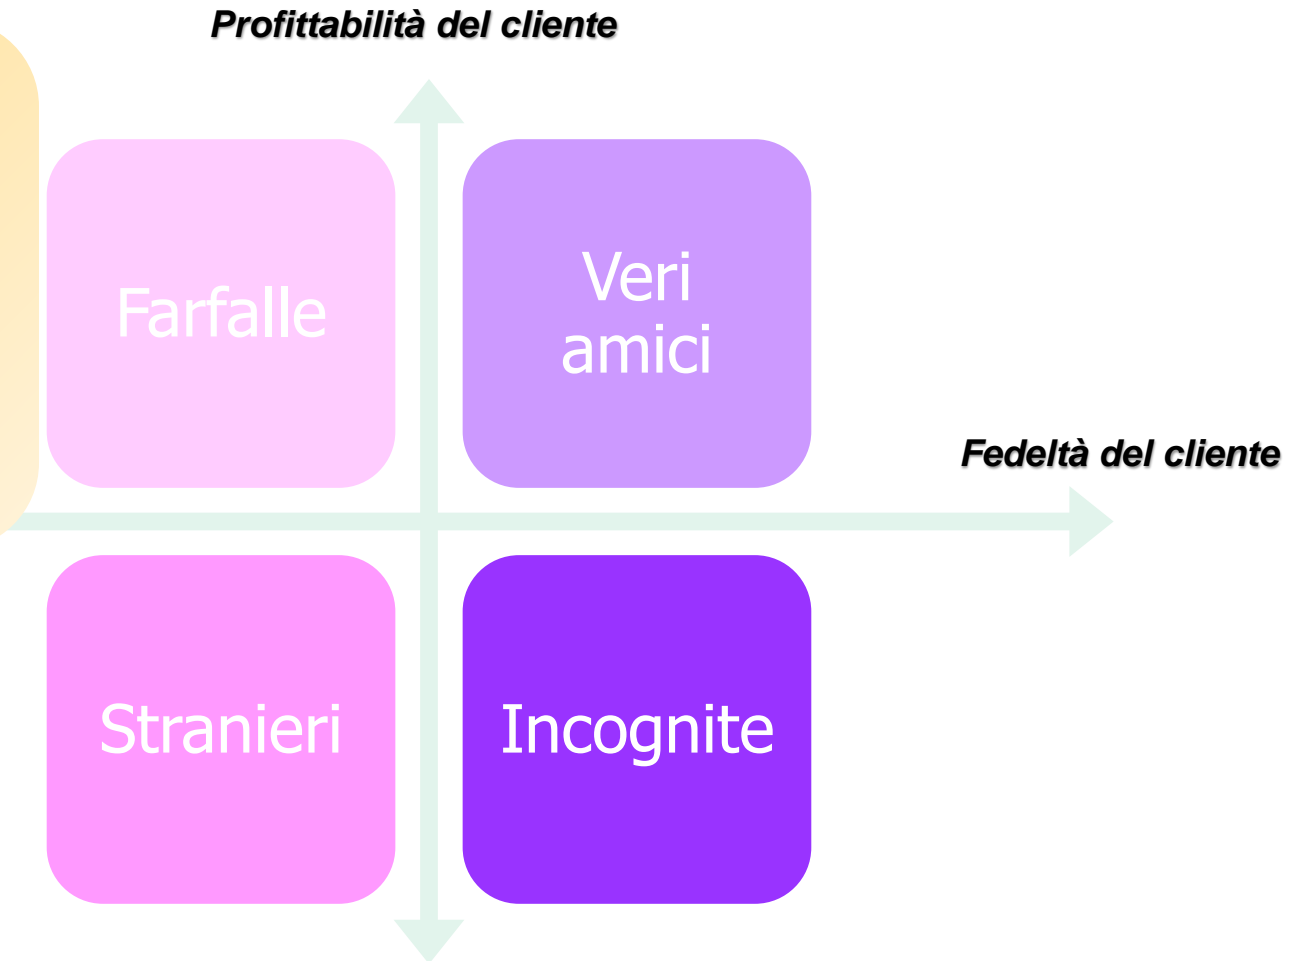 Profittabilità del cliente
Farfalle
Veri
amici
Fedeltà del cliente
Stranieri
Incognite